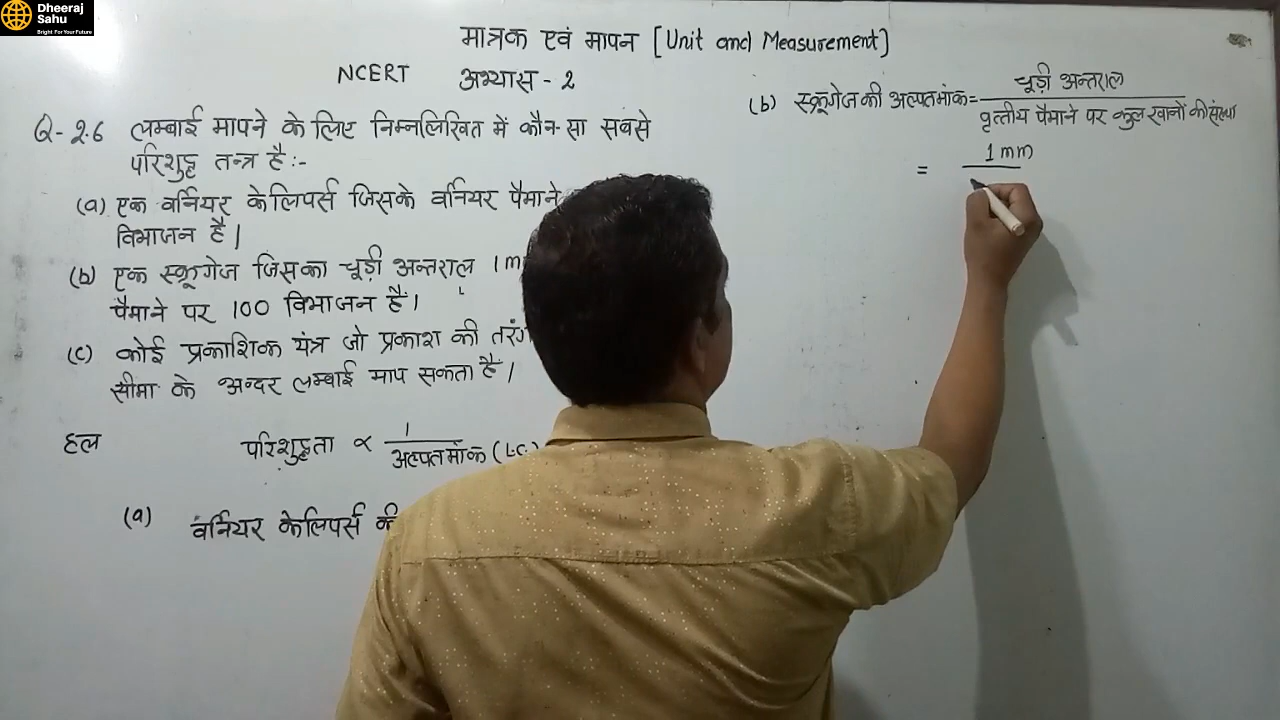 Dheeraj
Sahu
Bright For Your Future
मात्रक एवं मापन [Unit and Measurement]
NCERT अभ्यास - 2
Q- 2.6 लम्बाई मापने के लिए निम्नलिखित में कौन-सा सबसे
परिशुद्ध तन्त्र है :-
(a) एक वर्नियर केलिपर्स जिसके वर्नियर पैमाने
विभाजन है।
(b) एक स्क्रूगेज जिसका चूड़ी अन्तराल 1 m
पैमाने पर 100 विभाजन हैं।
(c) कोई प्रकाशिक यंत्र जो प्रकाश की तरंग
सीमा के अन्दर लम्बाई माप सकता है।
हल परिशुद्धता ∝ 1
अल्पतमांक (L.C.)
(a) वर्नियर केलिपर्स की
चूड़ी अन्तराल
(b) स्क्रूगेज की अल्पतमांक =
वृत्तीय पैमाने पर कुल खानों की संख्या
1 mm
=